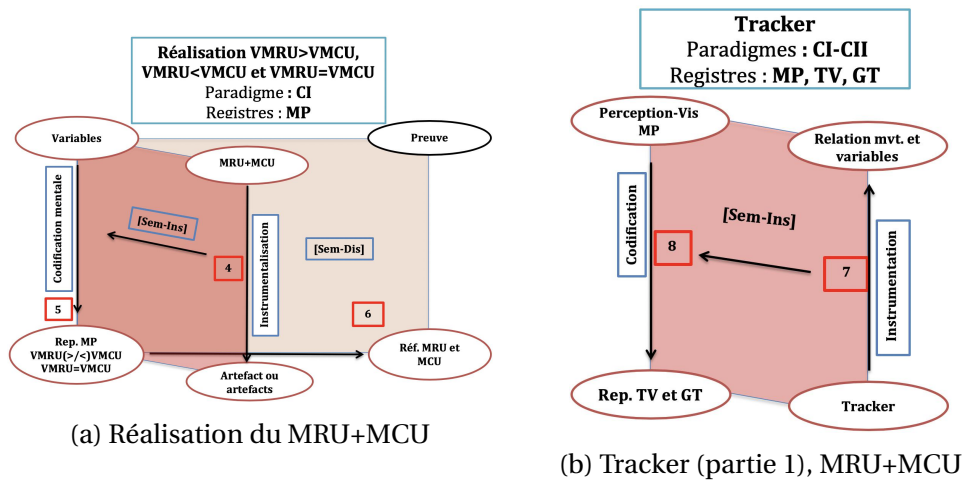 Réalisation VMRU>VMCU,
VMRU<VMCU et VMRU=VMCU
Paradigme : CI
Registres : MP
Variables
Preuve
MRU+MCU
Codification mentale
[Sem-Ins]
[Sem-Dis]
4
Instrumentalisation
5
6
Rep. MP
VMRU(>/<)VMCU
VMRU=VMCU
Artefact ou
artefacts
Réf. MRU et
MCU
(a) Réalisation du MRU+MCU
Tracker
Paradigmes : CI-CII
Registres : MP, TV, GT
Perception-Vis
MP
Relation mvt. et
variables
Codification
[Sem-Ins]
8
7
Instrumentation
Rep. TV et GT
Tracker
(b) Tracker (partie 1), MRU+MCU